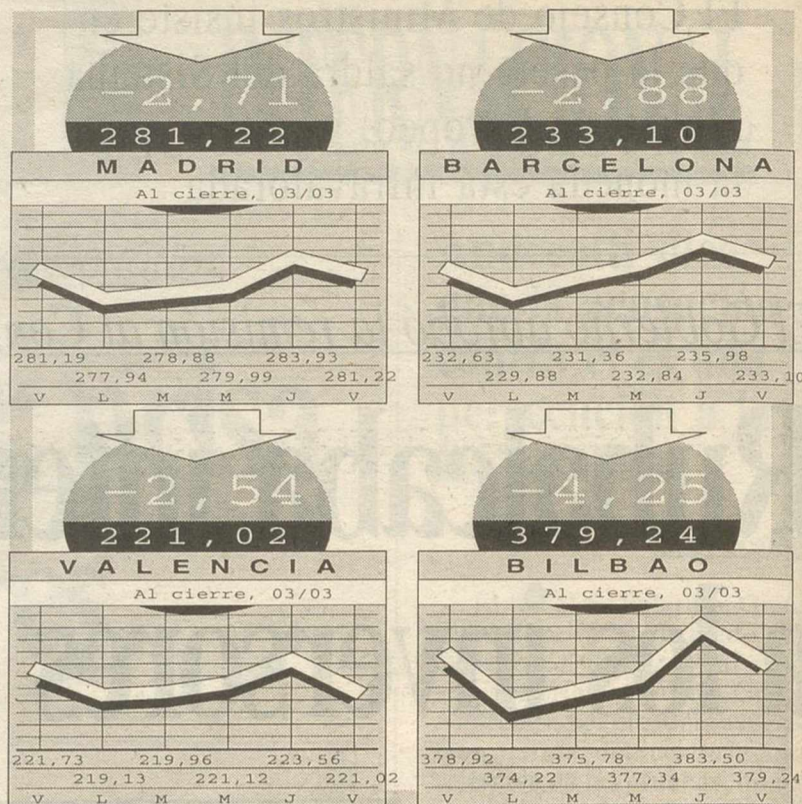 -2,71
281,22
MADRID
Al cierre, 03/03
281,19 278,88 283,93
277,94 279,99 281,22
V L M M J V
-2,88
233,10
BARCELONA
Al cierre, 03/03
232,63 231,36 235,98
229,88 232,84 233,10
V L M M J V
-2,54
221,02
VALENCIA
Al cierre, 03/03
221,73 219,96 223,56
219,13 221,12 221,02
V L M M J V
-4,25
379,24
BILBAO
Al cierre, 03/03
378,92 375,78 383,50
374,22 377,34 379,24
V L M M J V